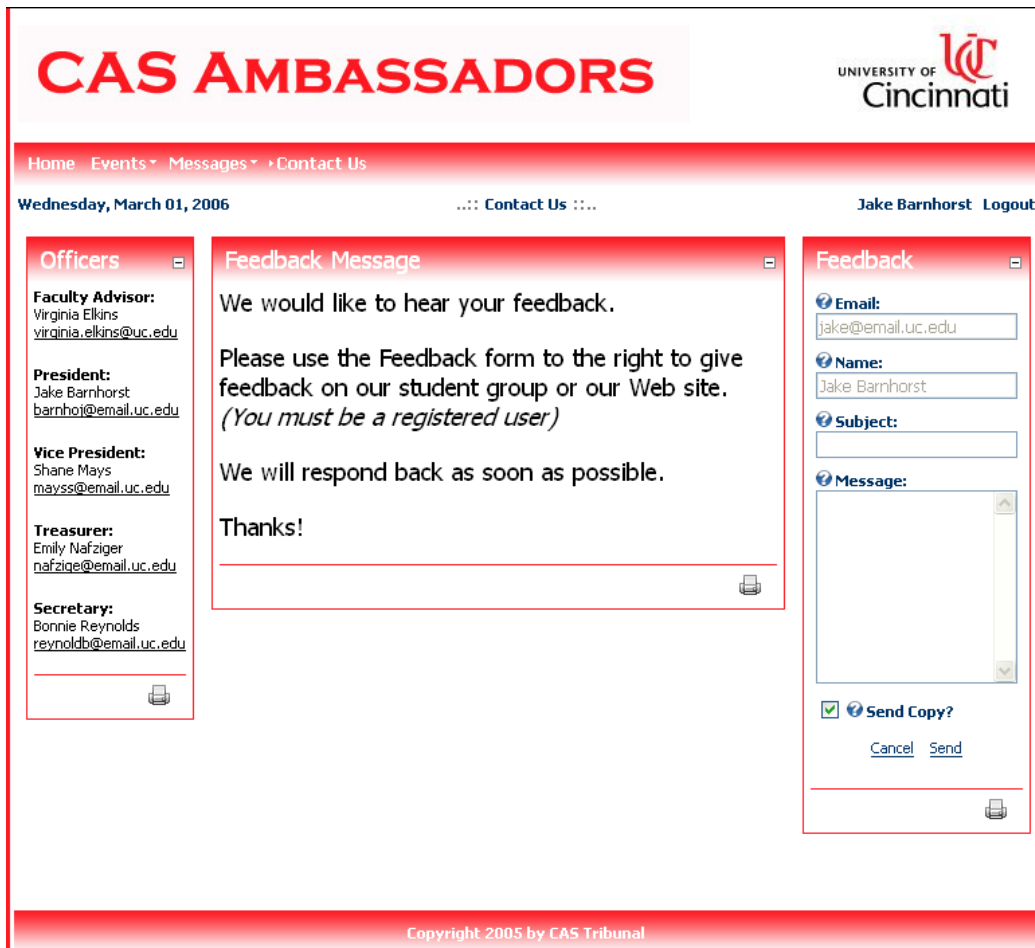 CAS AMBASSADORS
UNIVERSITY OF
Cincinnati
Home Events Messages Contact Us
Wednesday, March 01, 2006 ..:: Contact Us ::.. Jake Barnhorst Logout
Officers
Faculty Advisor:
Virginia Elkins
virginia.elkins@uc.edu
President:
Jake Barnhorst
barnhoj@email.uc.edu
Vice President:
Shane Mays
mayss@email.uc.edu
Treasurer:
Emily Nafziger
nafzige@email.uc.edu
Secretary:
Bonnie Reynolds
reynoldb@email.uc.edu
Feedback Message
We would like to hear your feedback.
Please use the Feedback form to the right to give
feedback on our student group or our Web site.
(You must be a registered user)
We will respond back as soon as possible.
Thanks!
Feedback
Email:
jake@email.uc.edu
Name:
Jake Barnhorst
Subject:
Message:
Send Copy?
Cancel Send
Copyright 2005 by CAS Tribunal